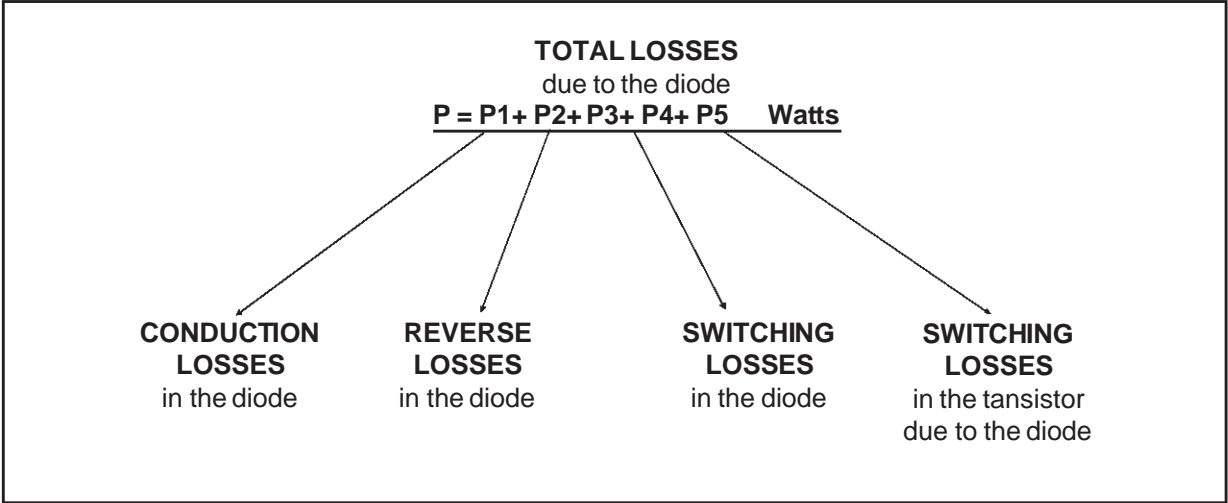 TOTAL LOSSES
due to the diode
P = P1+ P2+ P3+ P4+ P5 Watts
CONDUCTION LOSSES in the diode
REVERSE LOSSES in the diode
SWITCHING LOSSES in the diode
SWITCHING LOSSES in the tansistor due to the diode